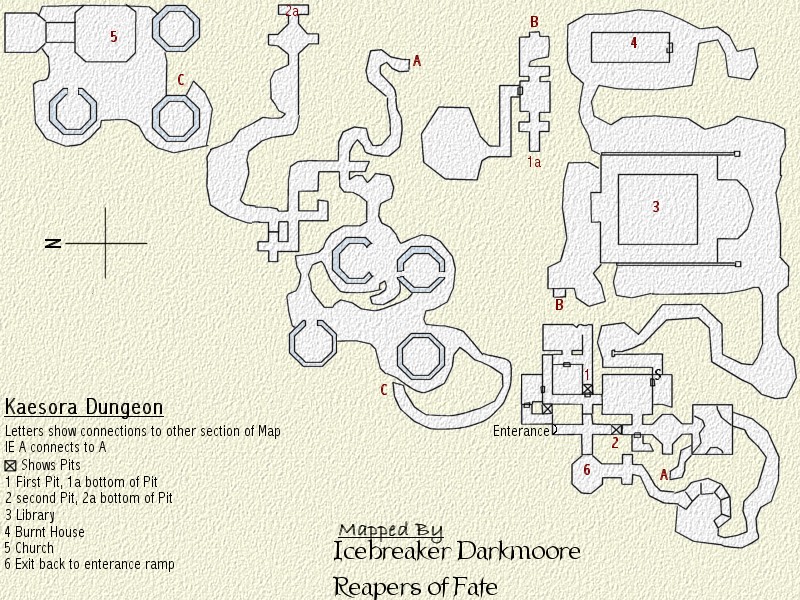 2a
B
5
4
A
C
1a
3
N
B
1
S
C
Kaesora Dungeon
Letters show connections to other section of Map
IE A connects to A
Shows Pits
1 First Pit, 1a bottom of Pit
2 second Pit, 2a bottom of Pit
3 Library
4 Burnt House
5 Church
6 Exit back to enterance ramp
Enterance
2
6
A
Mapped By
Icebreaker Darkmoore
Reapers of Fate